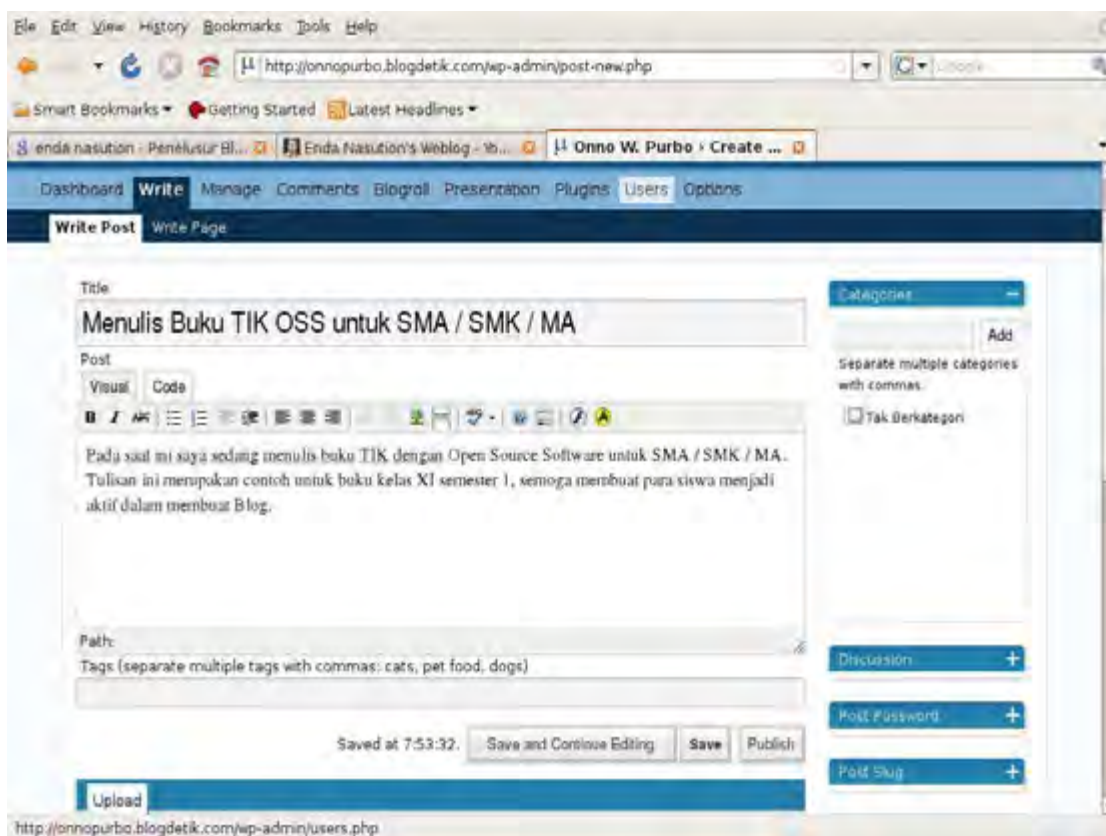 File Edit View History Bookmarks Tools Help
http://onnopurbo.blogdetik.com/wp-admin/post-new.php
Google
Smart Bookmarks Getting Started Latest Headlines
enda nasution - Penelusur Bl... Enda Nasution's Weblog - Onno W. Purbo › Create ...
Dashboard Write Manage Comments Blogroll Presentation Plugins Users Options
Write Post Write Page
Title
Menulis Buku TIK OSS untuk SMA / SMK / MA
Post
Visual Code
B I ABC
Pada saat ini saya sedang menulis buku TIK dengan Open Source Software untuk SMA / SMK / MA.
Tulisan ini merupakan contoh untuk buku kelas XI semester 1, semoga membuat para siswa menjadi
aktif dalam membuat Blog.
Path:
Tags (separate multiple tags with commas: cats, pet food, dogs)
Saved at 7:53:32. Save and Continue Editing Save Publish
Upload
Categories
Add
Separate multiple categories
with commas.
Tak Berkategori
Discussion
Post Password
Post Slug
http://onnopurbo.blogdetik.com/wp-admin/users.php